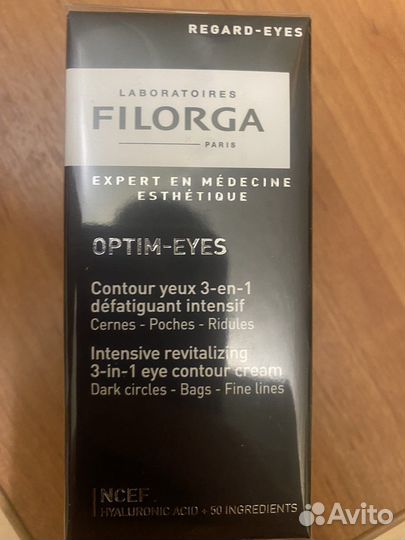 REGARD-EYES
LABORATOIRES
FILORGA
PARIS
EXPERT EN MÉDECINE
ESTHÉTIQUE
OPTIM-EYES
Contour yeux 3-en-1
défatiguant intensif
Cernes - Poches - Ridules
Intensive revitalizing
3-in-1 eye contour cream
Dark circles - Bags - Fine lines
NCEF
HYALURONIC ACID + 50 INGREDIENTS
Avito